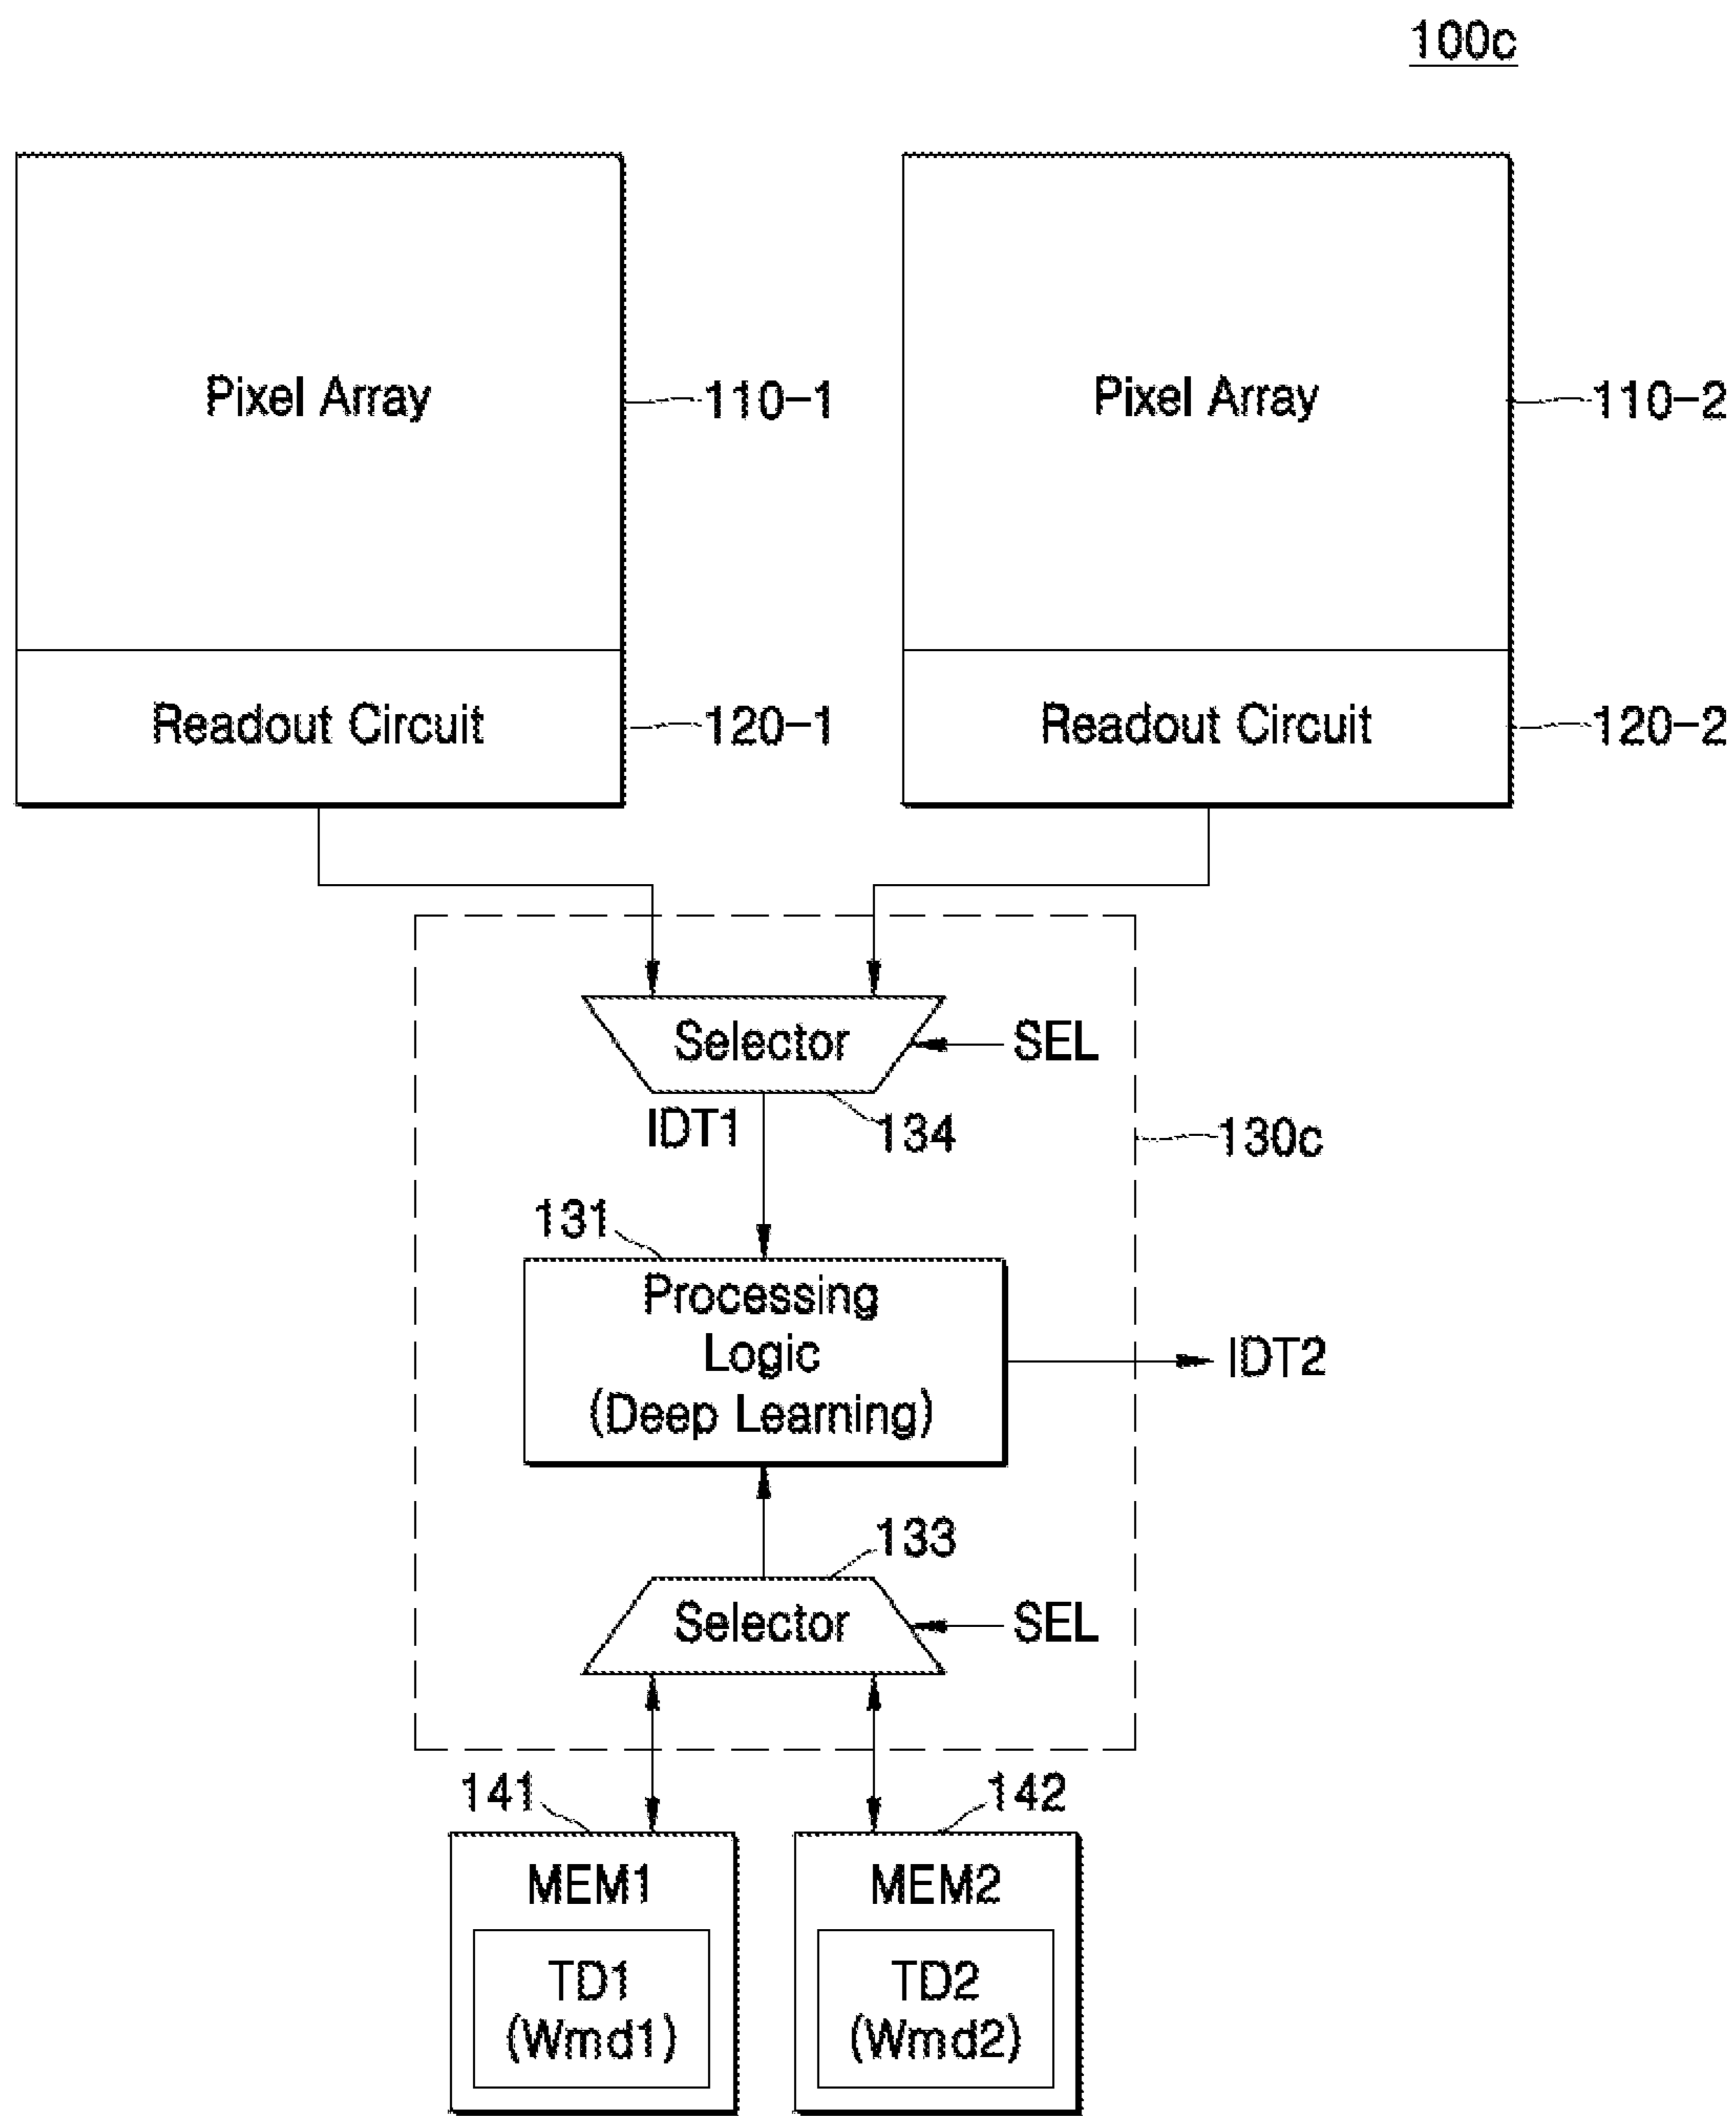 100c
Pixel Array
110-1
Pixel Array
110-2
Readout Circuit
120-1
Readout Circuit
120-2
Selector
SEL
IDT1
134
130c
131
Processing
Logic
(Deep Learning)
IDT2
133
Selector
SEL
141
142
MEM1
MEM2
TD1
(Wmd1)
TD2
(Wmd2)